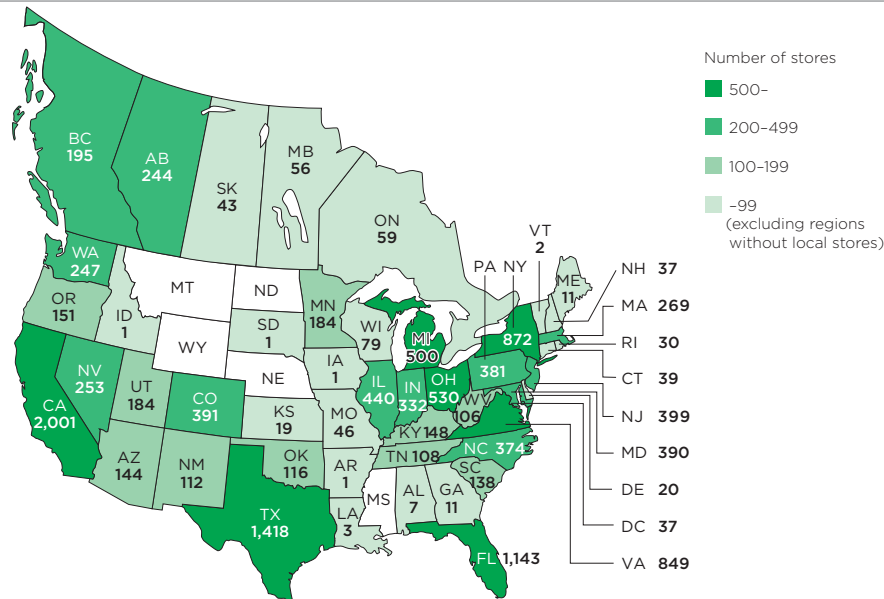 Number of stores
500-
200-499
100-199
-99
(excluding regions
without local stores)
BC
195
AB
244
SK
43
MB
56
ON
59
VT
2
PA NY
NH 37
ME
11
MA 269
RI 30
CT 39
NJ 399
MD 390
DE 20
DC 37
VA 849
WA
247
OR
151
ID
1
MT
ND
MN
184
WI
79
MI
500
872
381
SD
1
WY
NE
IA
1
IL
440
IN
332
OH
530
WV
106
CA
2,001
NV
253
UT
184
CO
391
KS
19
MO
46
KY 148
NC 374
TN 108
SC
138
AZ
144
NM
112
OK
116
AR
1
MS
AL
7
GA
11
LA
3
TX
1,418
FL 1,143